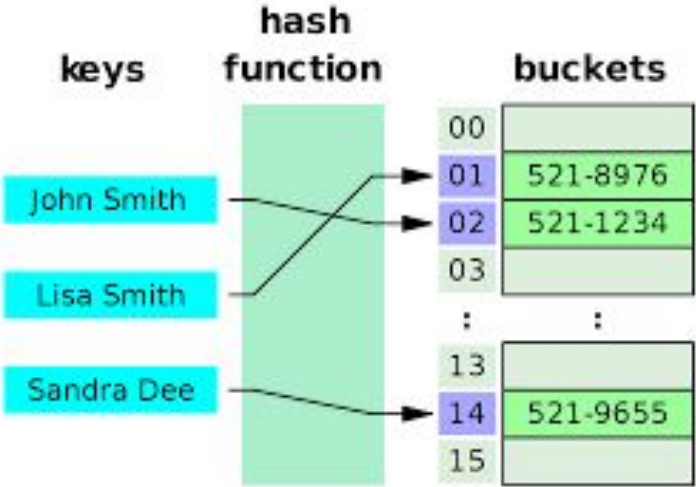 keys
hash
function
buckets
John Smith
Lisa Smith
Sandra Dee
00
01 521-8976
02 521-1234
03
: :
13
14 521-9655
15